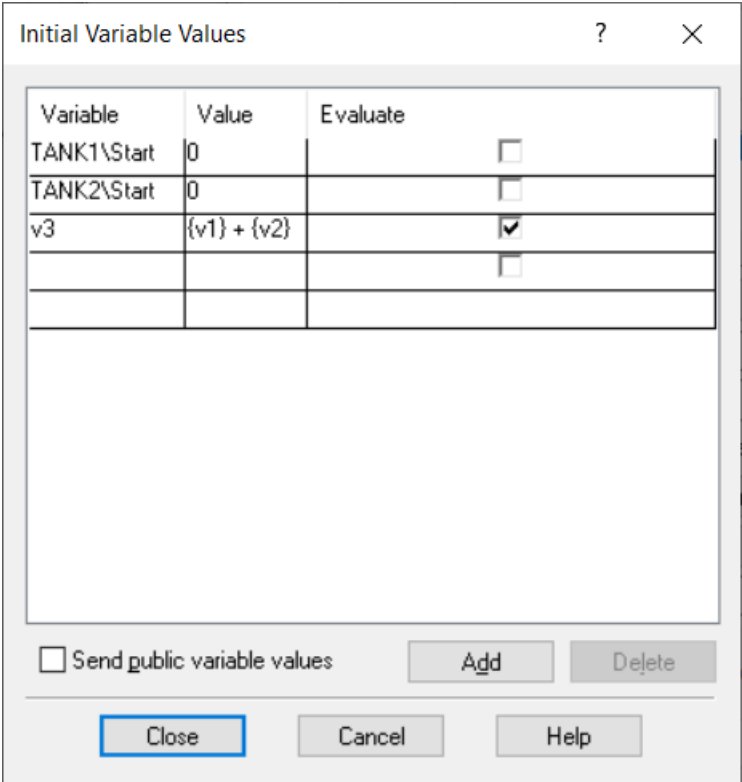 Initial Variable Values ?
Variable Value Evaluate
TANK1\Start 0
TANK2\Start 0
v3 {v1} + {v2}
Send public variable values Add Delete
Close Cancel Help